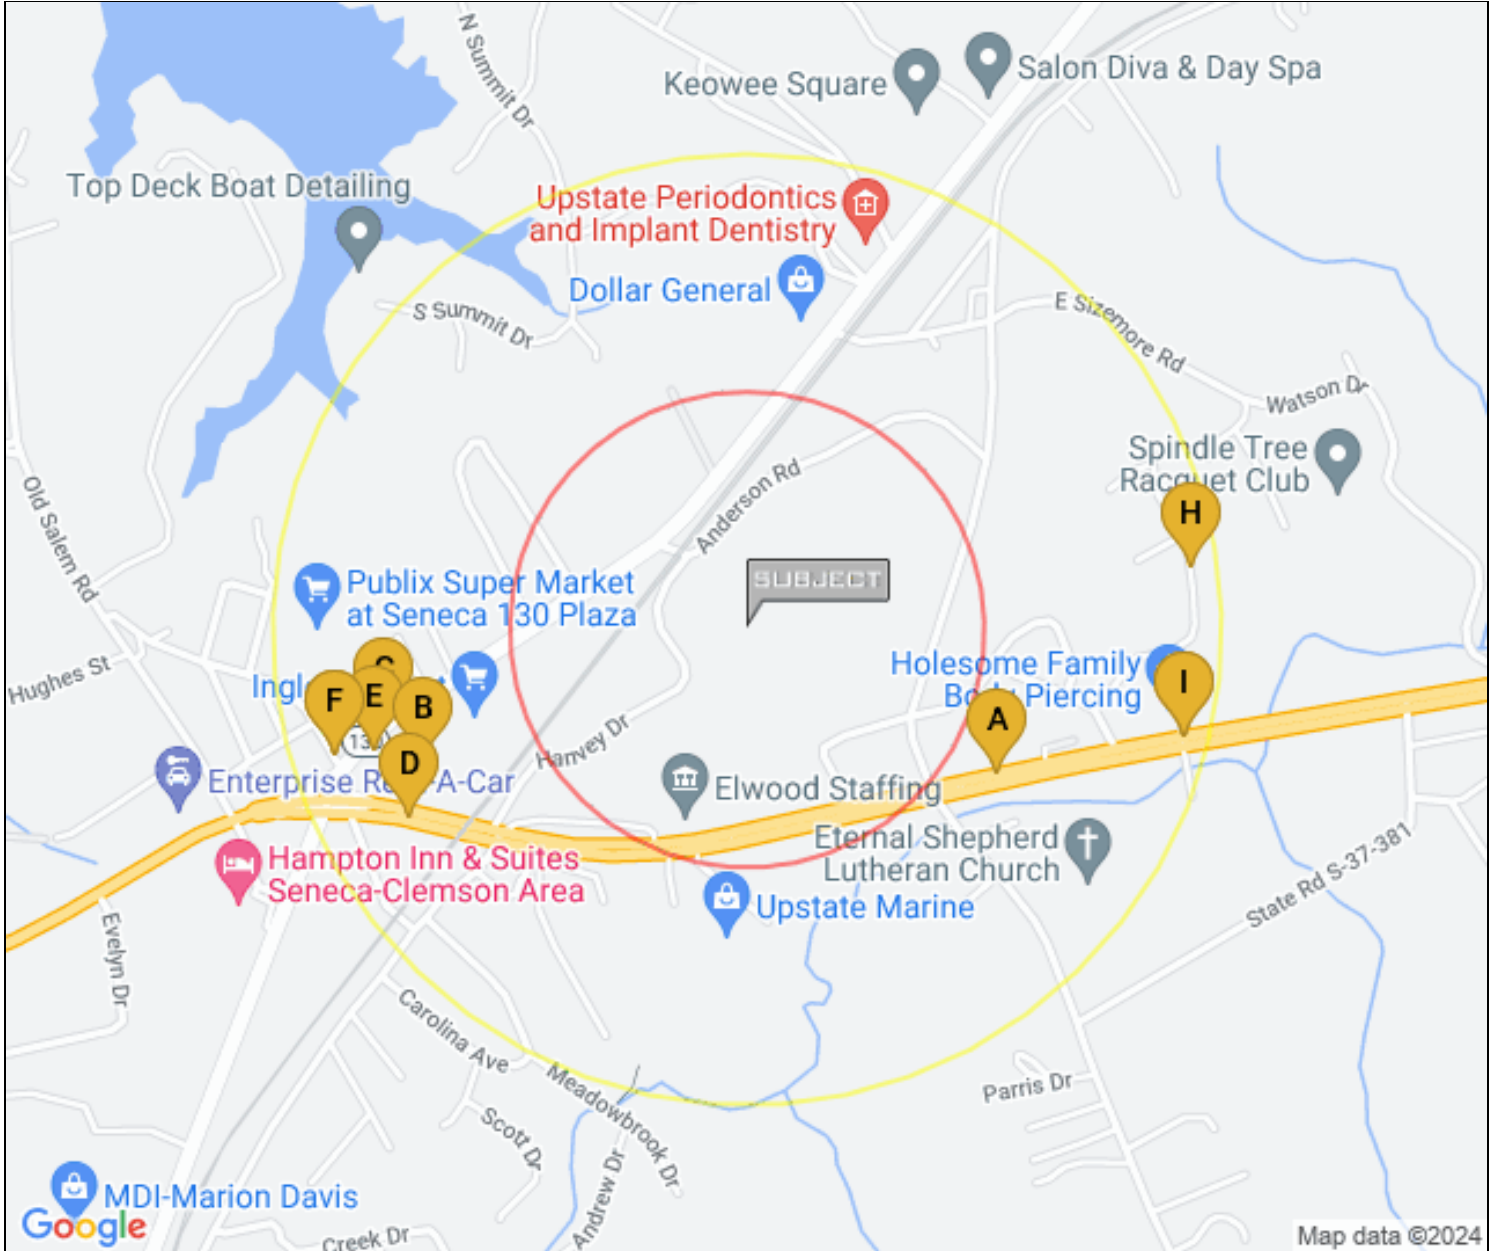 N Summit Dr
Keowee Square
Salon Diva & Day Spa
Top Deck Boat Detailing
Upstate Periodontics
and Implant Dentistry
Dollar General
S Summit Dr
E Sizemore Rd
Watson D
Spindle Tree
Racquet Club
H
Old Salem Rd
Anderson Rd
SUBJECT
Publix Super Market
at Seneca 130 Plaza
Hughes St
F
E
B
D
Holesome Family
Body Piercing
I
A
Hanvey Dr
Enterprise
A-Car
Elwood Staffing
Eternal Shepherd
Lutheran Church
Hampton Inn & Suites
Seneca-Clemson Area
Upstate Marine
State Rd S-37-381
Evelyn Dr
Carolina Ave
Meadowbrook Dr
Parris Dr
Scott Dr
Andrew Dr
MDI-Marion Davis
Google
Creek Dr
Map data ©2024